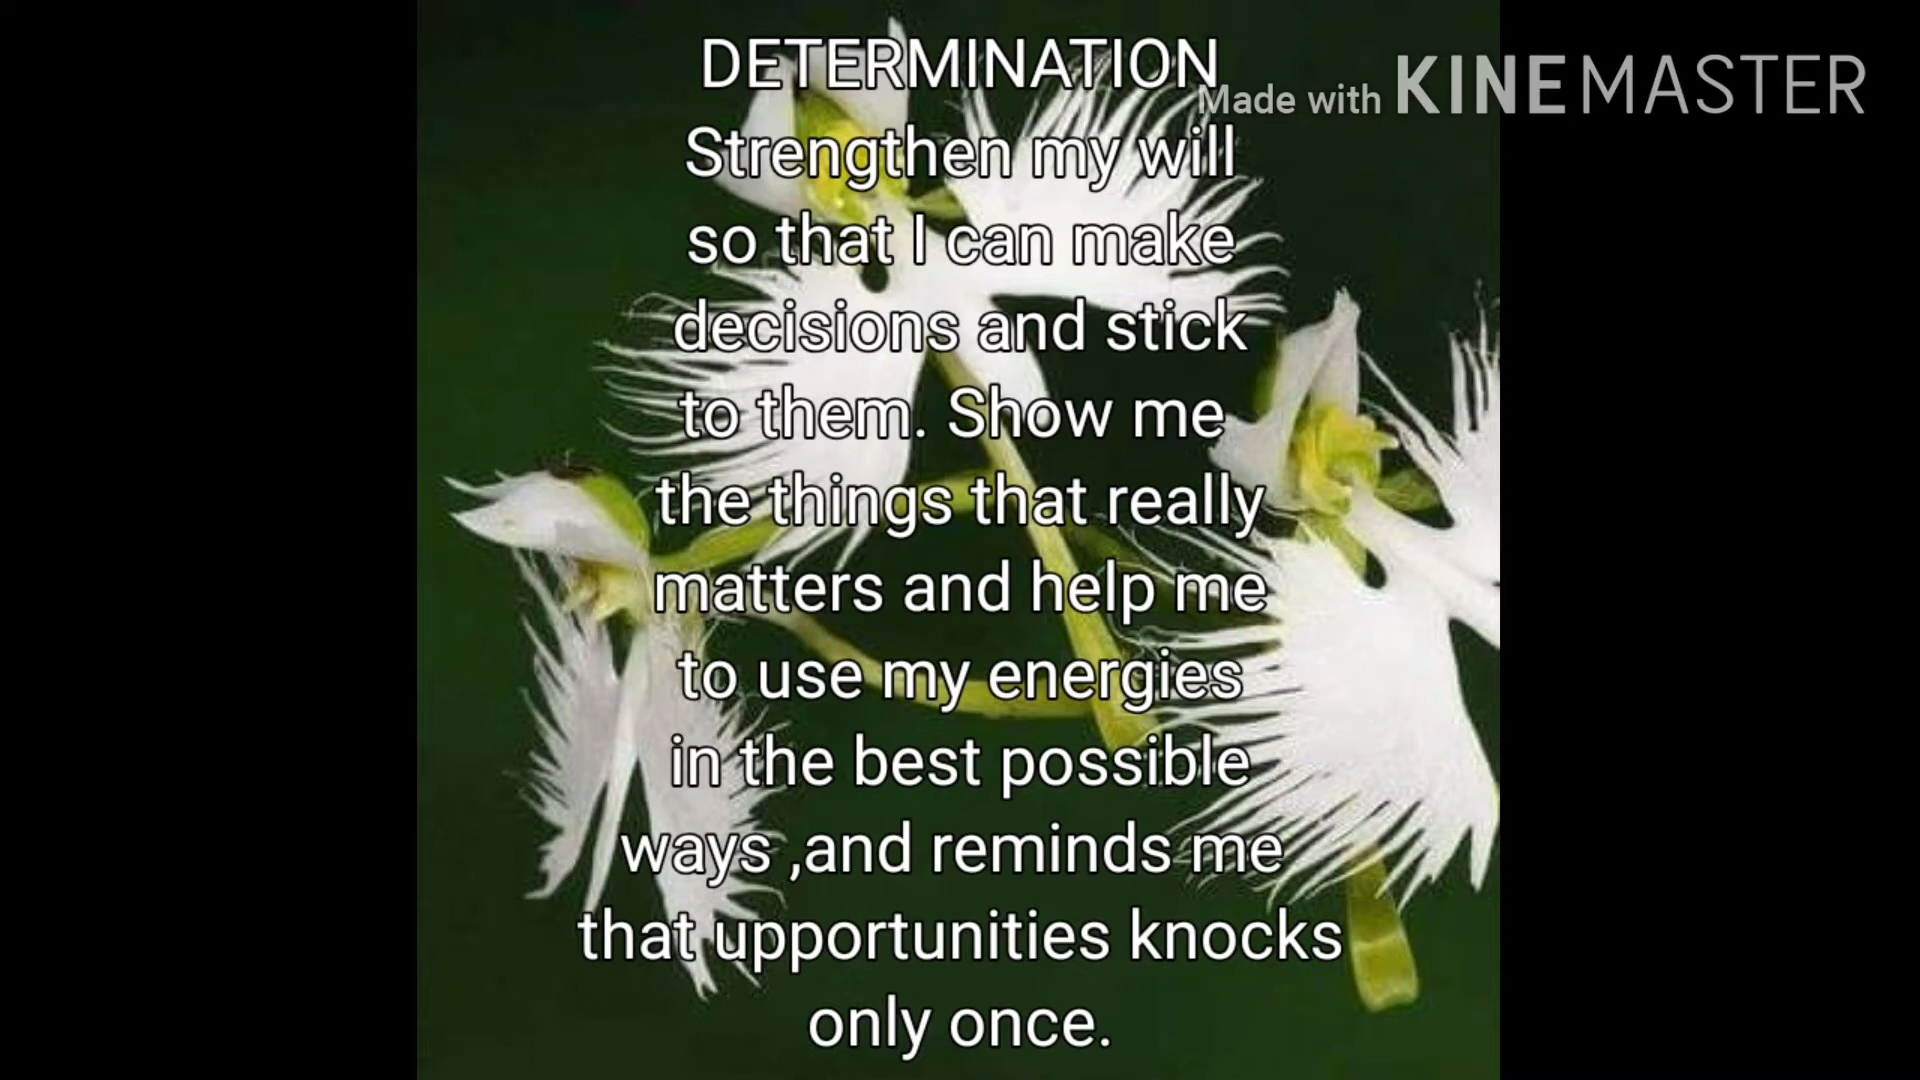 DETERMINATION
Made with KINEMASTER
Strengthen my will
so that I can make
decisions and stick
to them. Show me
the things that really
matters and help me
to use my energies
in the best possible
ways ,and reminds me
that upportunities knocks
only once.